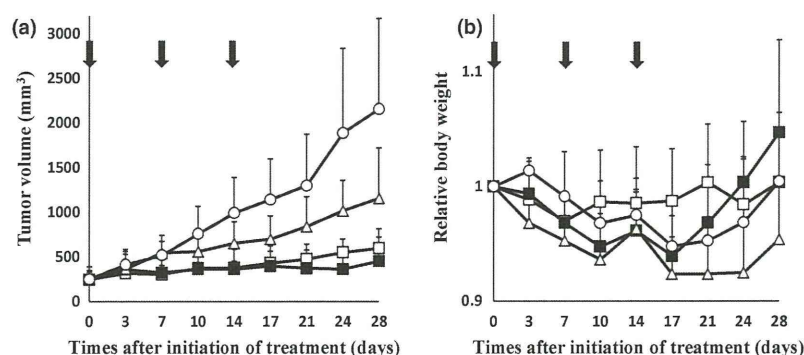 (a)
3000
2500
2000
1500
1000
500
0
Tumor volume (mm³)
0 3 7 10 14 17 21 24 28
Times after initiation of treatment (days)
(b)
1.1
1
0.9
Relative body weight
0 3 7 10 14 17 21 24 28
Times after initiation of treatment (days)